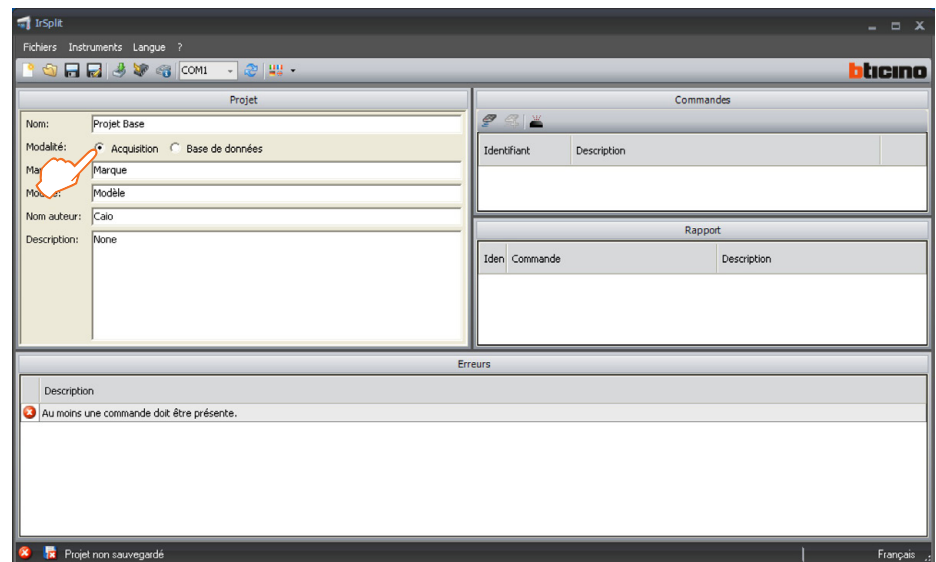 IrSplit
Fichiers Instruments Langue ?
COM1
bticino
Projet
Nom: Projet Base
Modalité: Acquisition Base de données
Marque
Modèle
Nom auteur: Caio
Description: None
Commandes
Identifiant Description
Rapport
Iden Commande Description
Erreurs
Description
Au moins une commande doit être présente.
Projet non sauvegardé Français